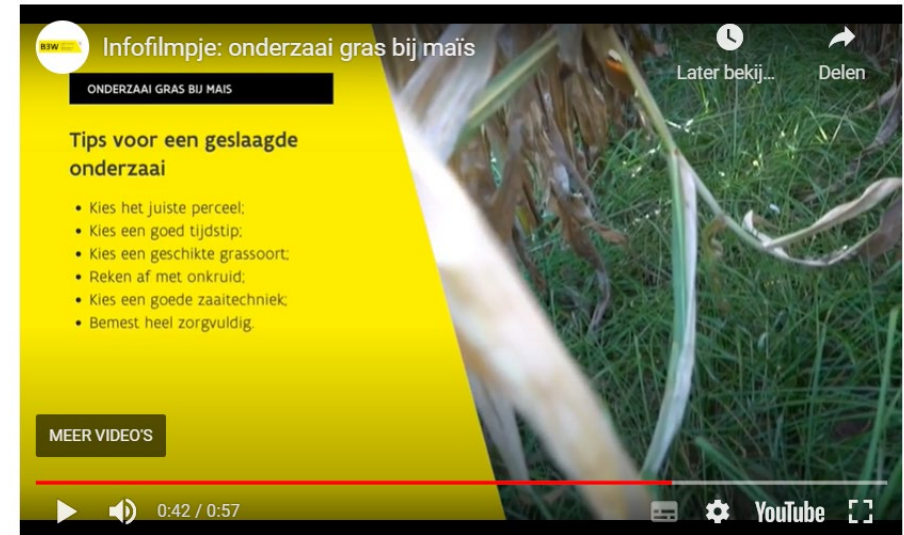 B3W
Infofilmpje: onderzaai gras bij maïs
Later bekij...
Delen
ONDERZAAI GRAS BIJ MAIS
Tips voor een geslaagde
onderzaai
• Kies het juiste perceel;
• Kies een goed tijdstip;
• Kies een geschikte grassoort;
• Reken af met onkruid;
• Kies een goede zaaitechniek;
• Bemest heel zorgvuldig.
MEER VIDEO'S
0:42 / 0:57
YouTube